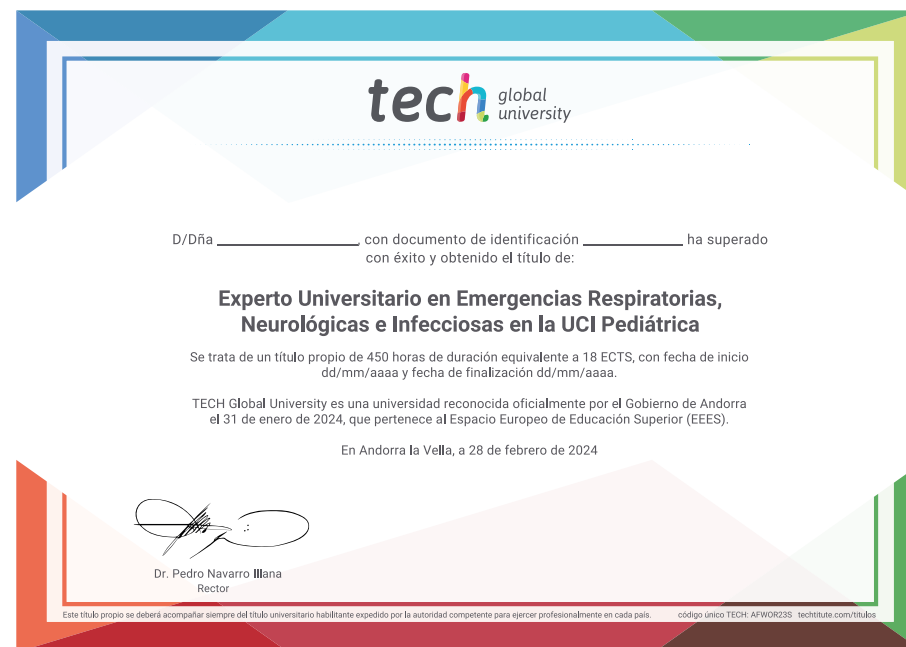 tech global
university
D/Dña ______________, con documento de identificación ____________ ha superado
con éxito y obtenido el título de:
Experto Universitario en Emergencias Respiratorias,
Neurológicas e Infecciosas en la UCI Pediátrica
Se trata de un título propio de 450 horas de duración equivalente a 18 ECTS, con fecha de inicio
dd/mm/aaaa y fecha de finalización dd/mm/aaaa.
TECH Global University es una universidad reconocida oficialmente por el Gobierno de Andorra
el 31 de enero de 2024, que pertenece al Espacio Europeo de Educación Superior (EEES).
En Andorra la Vella, a 28 de febrero de 2024
Dr. Pedro Navarro Illana
Rector
Este título propio se deberá acompañar siempre del título universitario habilitante expedido por la autoridad competente para ejercer profesionalmente en cada país. código único TECH: AFWOR23S techtitute.com/titulos